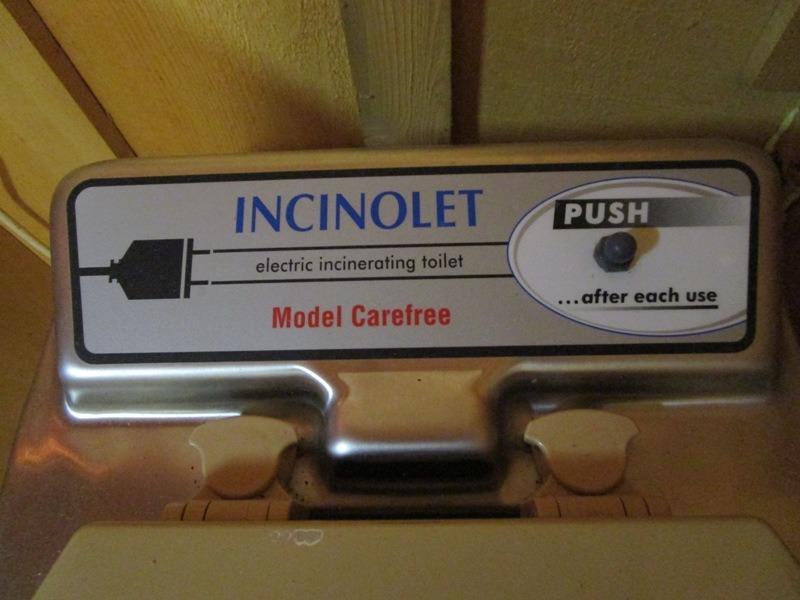 INCINOLET
electric incinerating toilet
Model Carefree
PUSH
...after each use